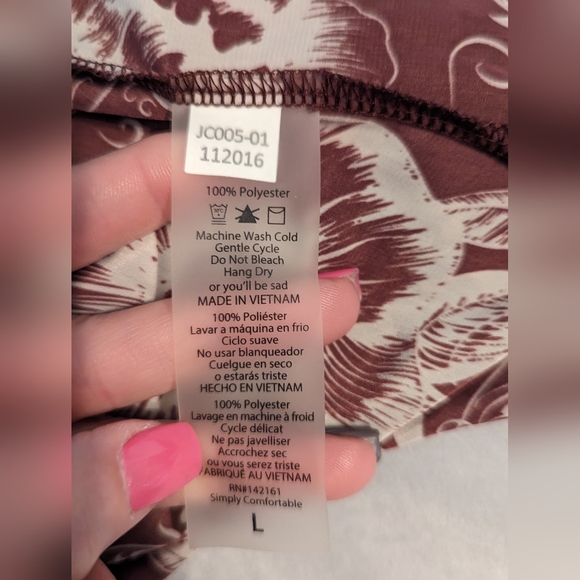 JC005-01
112016
100% Polyester
Machine Wash Cold
Gentle Cycle
Do Not Bleach
Hang Dry
or you'll be sad
MADE IN VIETNAM
100% Poliéster
Lavar a máquina en frio
Ciclo suave
No usar blanqueador
Cuelgue en seco
o estarás triste
HECHO EN VIETNAM
100% Polyester
Lavage en machine à froid
Cycle délicat
Ne pas javelliser
Accrochez sec
ou vous serez triste
FABRIQUÉ AU VIETNAM
RN#142161
Simply Comfortable
L